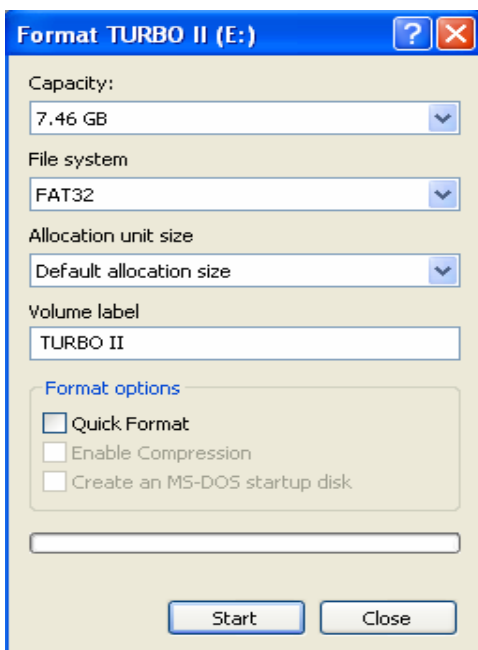 Format TURBO II (E:)
Capacity:
7.46 GB
File system
FAT32
Allocation unit size
Default allocation size
Volume label
TURBO II
Format options
Quick Format
Enable Compression
Create an MS-DOS startup disk
Start Close